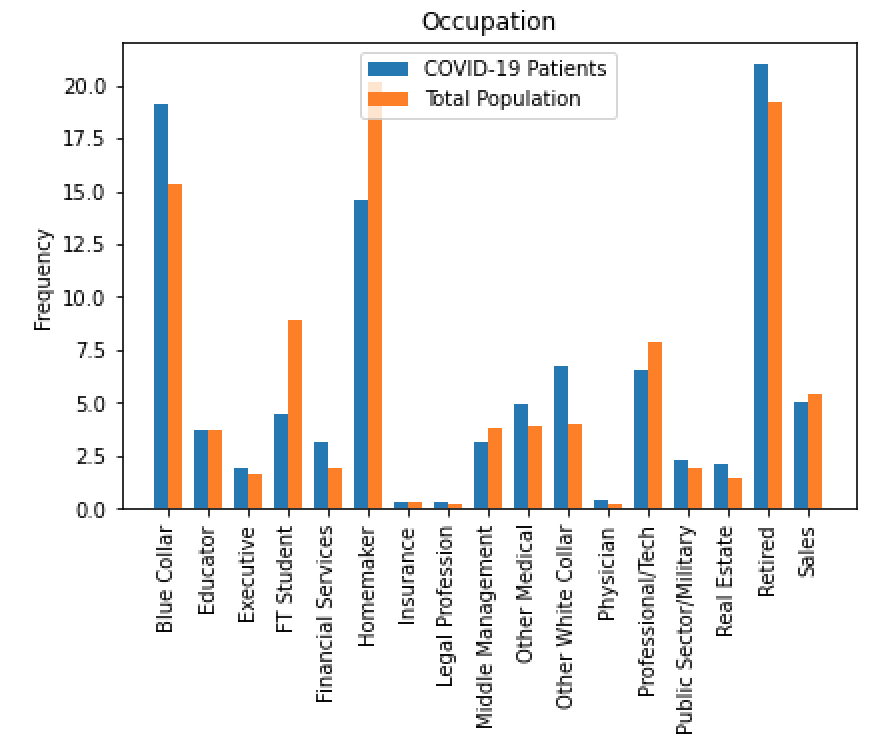 Occupation
COVID-19 Patients
Total Population
Frequency
20.0
17.5
15.0
12.5
10.0
7.5
5.0
2.5
0.0
Blue Collar
Educator
Executive
FT Student
Financial Services
Homemaker
Insurance
Legal Profession
Middle Management
Other Medical
Other White Collar
Physician
Professional/Tech
Public Sector/Military
Real Estate
Retired
Sales